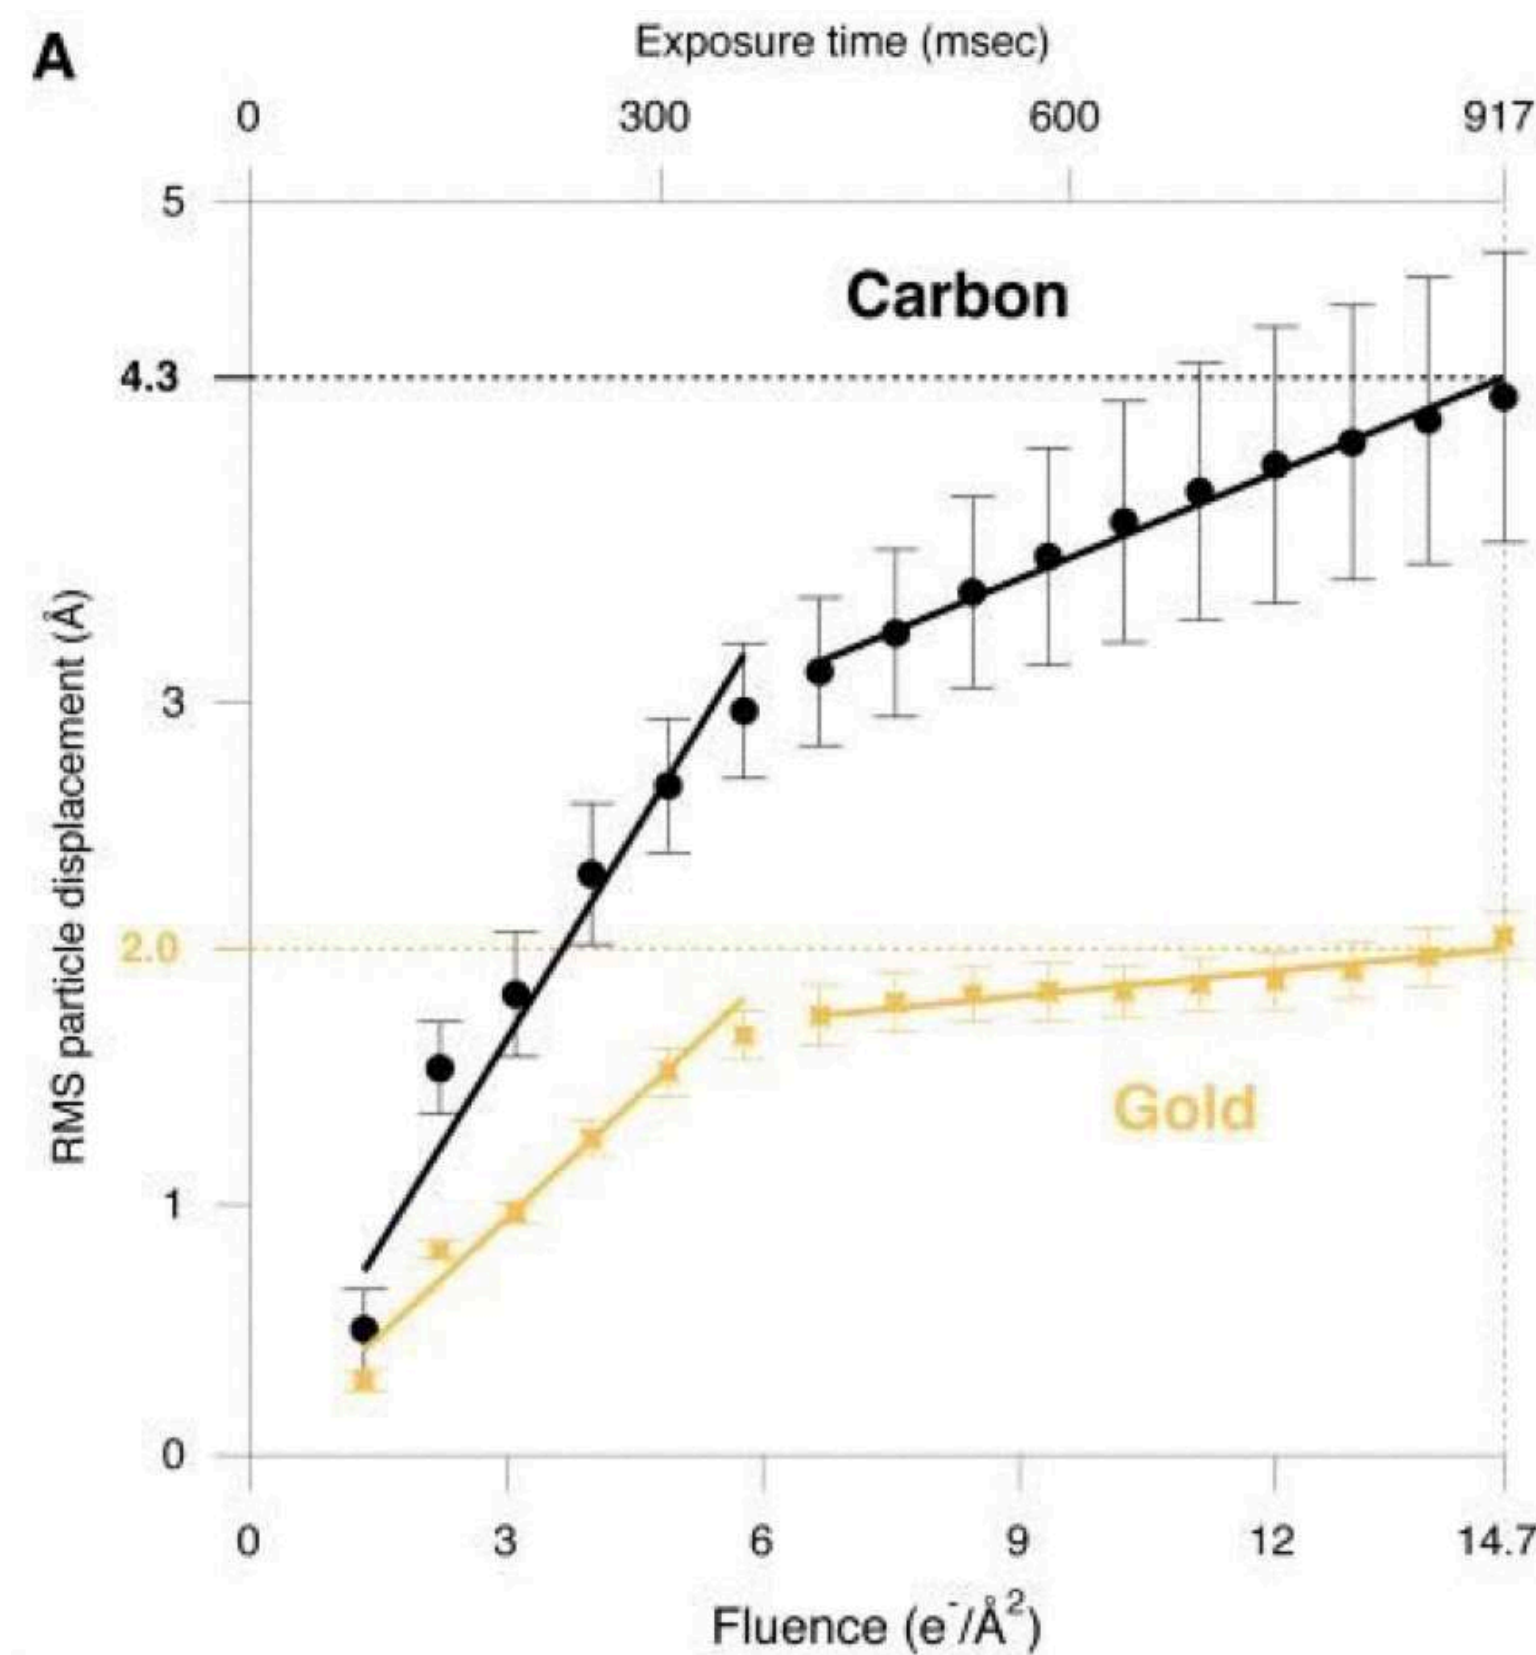 A
Exposure time (msec)
0 300 600 917
5
Carbon
4.3
3
RMS particle displacement (Å)
2.0
Gold
1
0
0 3 6 9 12 14.7
Fluence (e⁻/Å²)